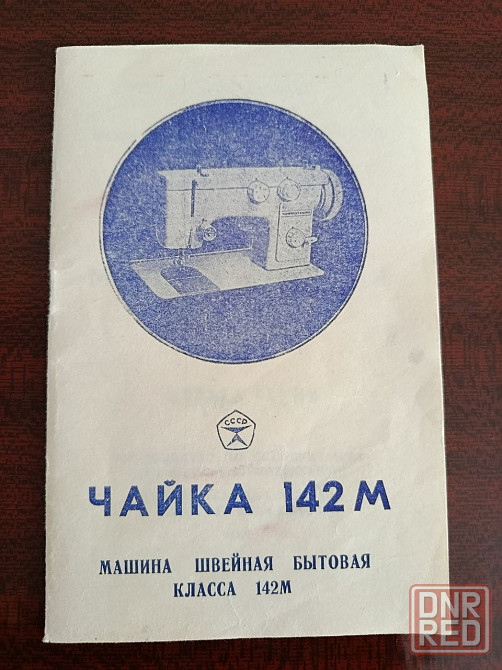 СССР
ЧАЙКА 142М
МАШИНА ШВЕЙНАЯ БЫТОВАЯ
КЛАССА 142М
DNR
RED